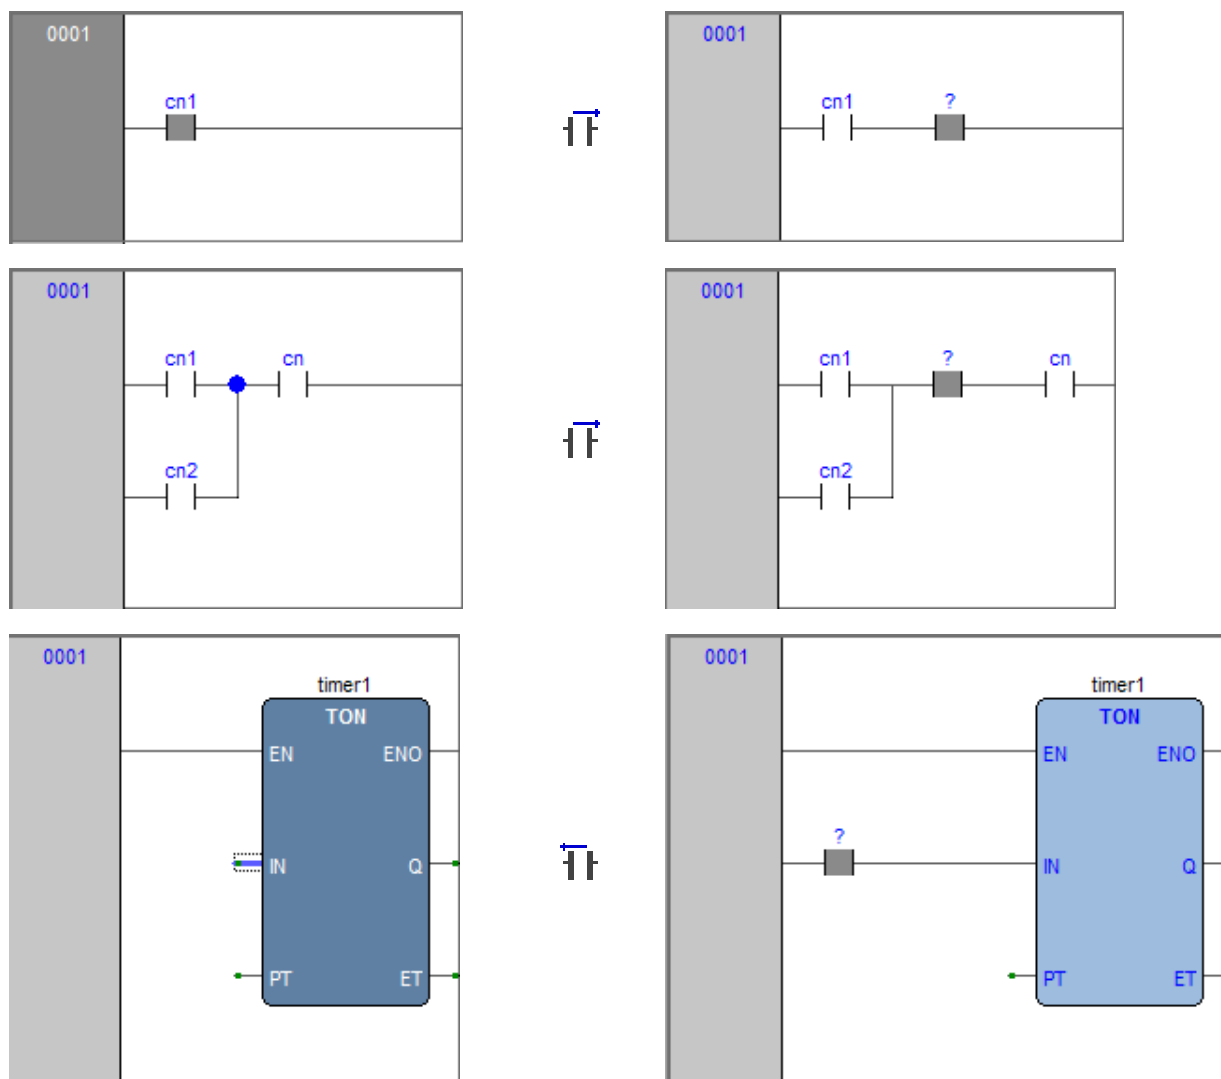 0001
cn1
0001
cn1 ?
0001
cn1 cn
cn2
0001
cn1 ? cn
cn2
0001
timer1
TON
EN ENO
IN Q
PT ET
0001
timer1
TON
EN ENO
?
IN Q
PT ET